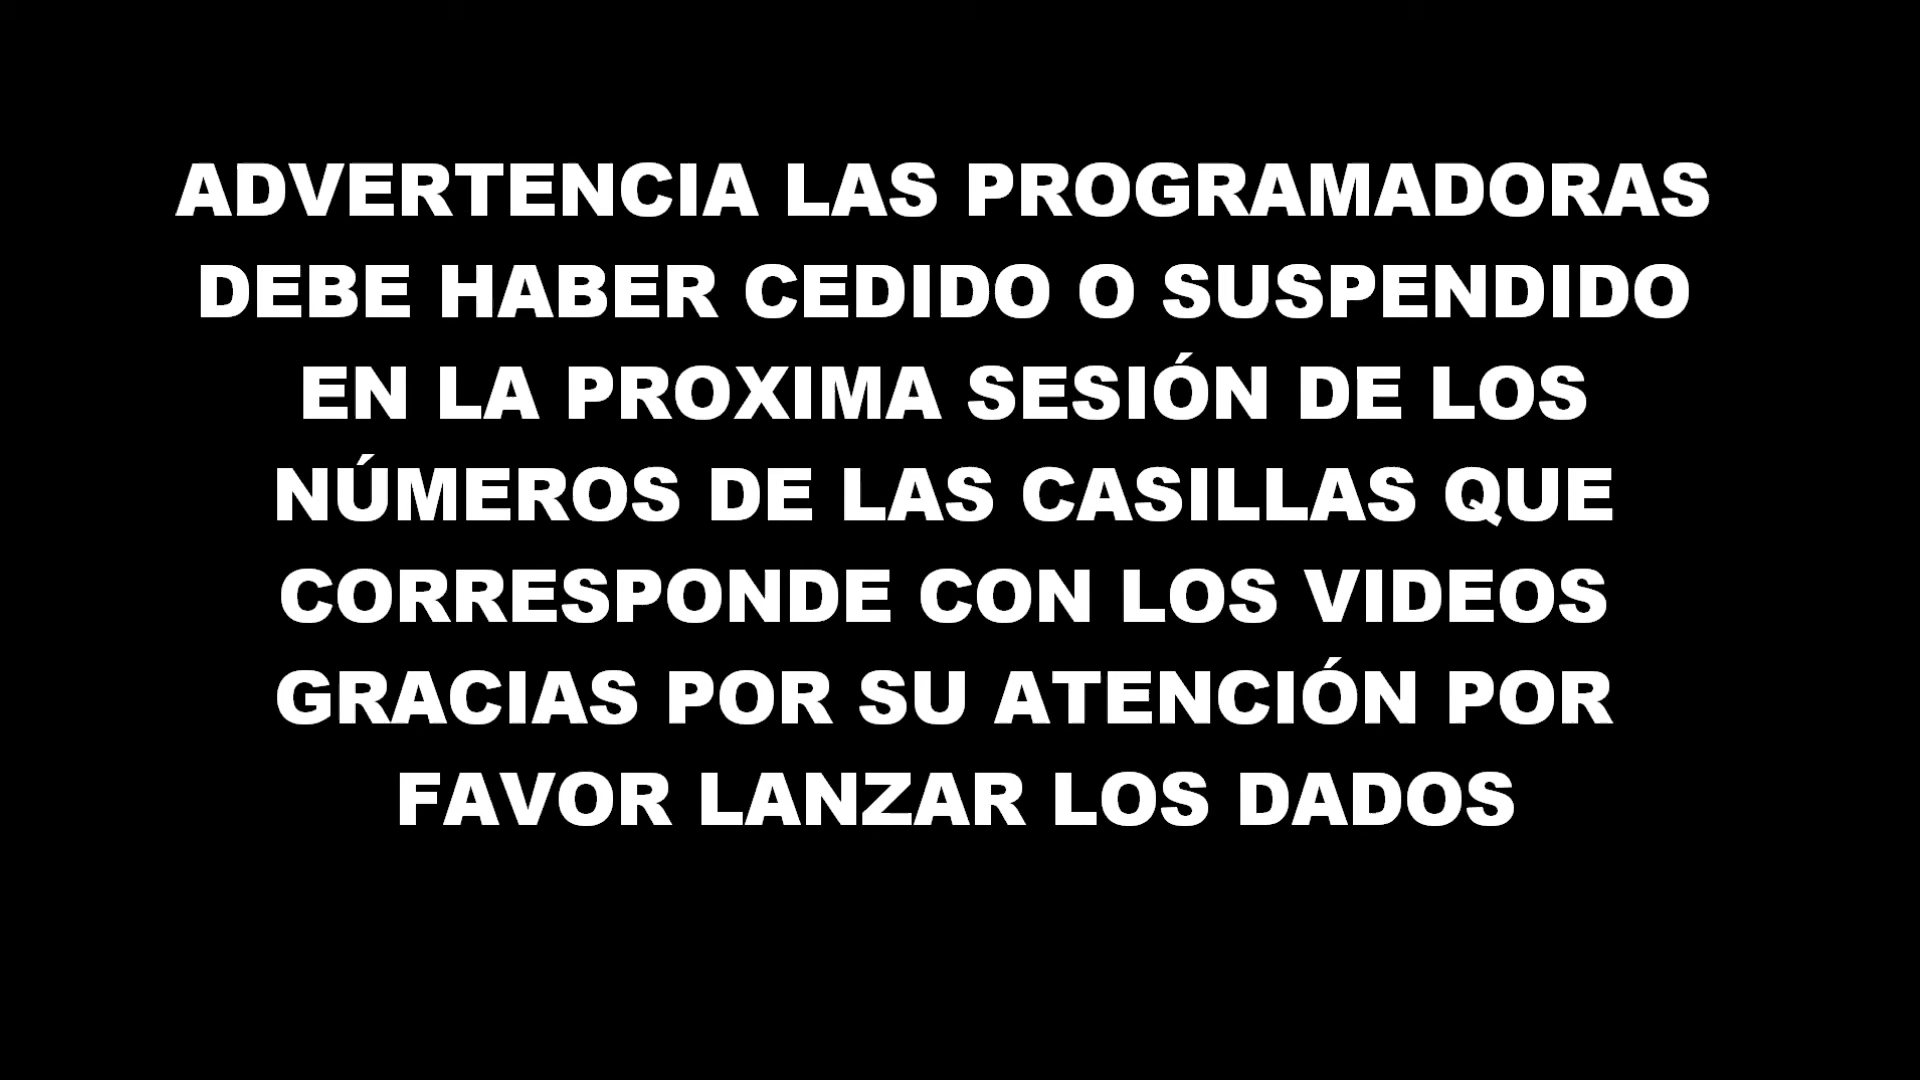 ADVERTENCIA LAS PROGRAMADORAS
DEBE HABER CEDIDO O SUSPENDIDO
EN LA PROXIMA SESIÓN DE LOS
NÚMEROS DE LAS CASILLAS QUE
CORRESPONDE CON LOS VIDEOS
GRACIAS POR SU ATENCIÓN POR
FAVOR LANZAR LOS DADOS